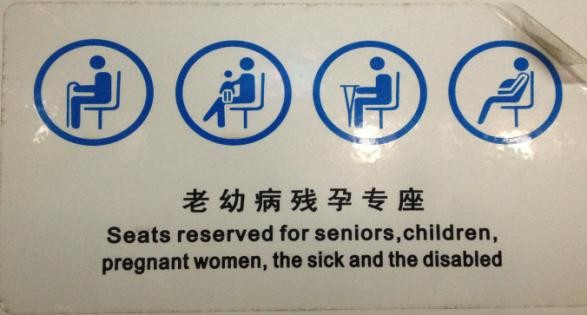 老幼病残孕专座
Seats reserved for seniors,children,
pregnant women, the sick and the disabled